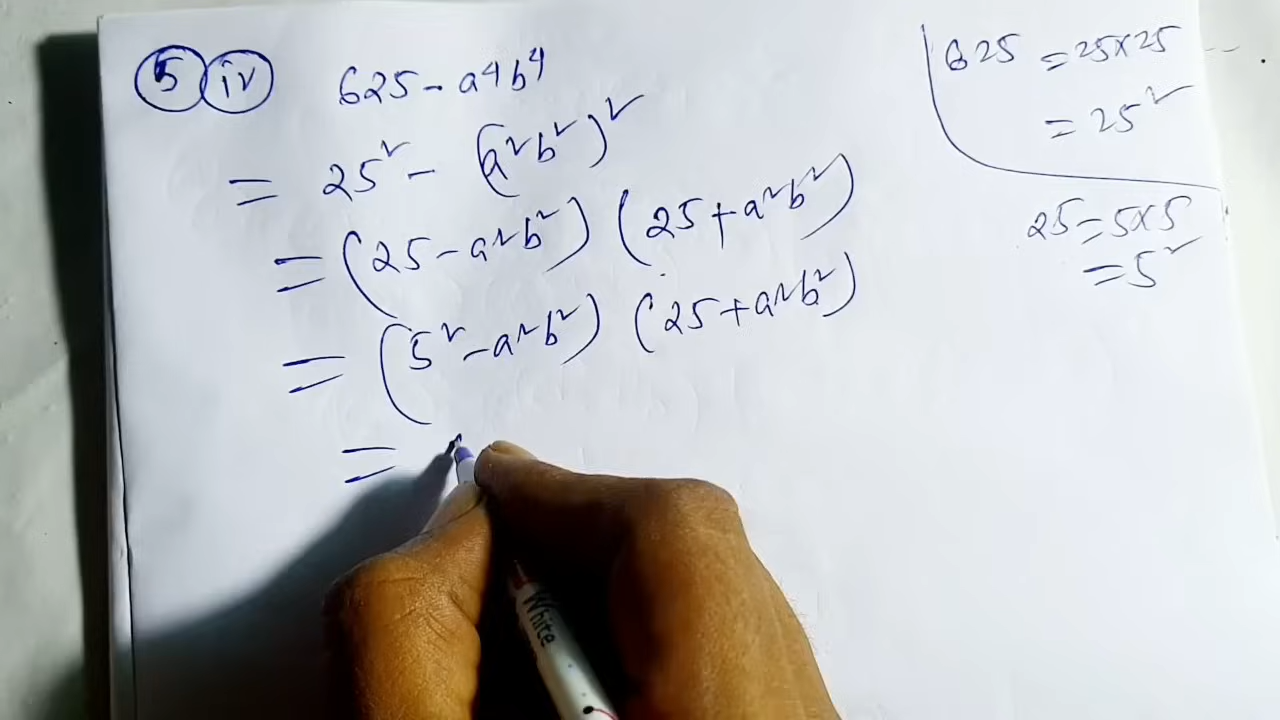 5 iv 625 - a⁴b⁴
= 25² - (a²b²)²
= (25 - a²b²) (25 + a²b²)
= (5² - a²b²) (25 + a²b²)
=
625 = 25×25
= 25²
25 = 5×5
= 5²
White